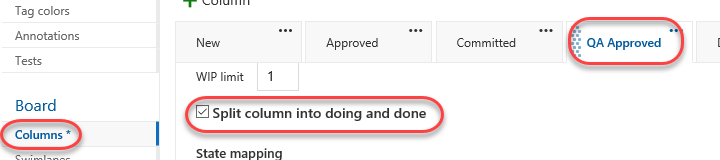 Column
Tag colors
Annotations
Tests
Board
Columns *
New
Approved
Committed
QA Approved
WIP limit 1
Split column into doing and done
State mapping